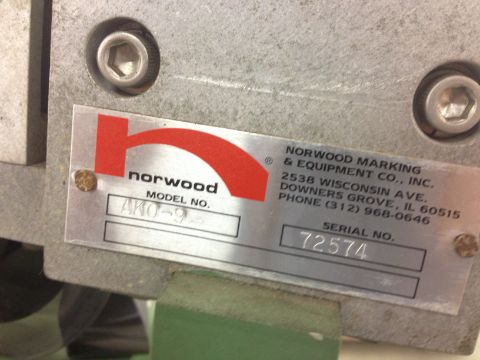 norwood
®
NORWOOD MARKING
& EQUIPMENT CO., INC.
2538 WISCONSIN AVE.
DOWNERS GROVE, IL 60515
PHONE (312) 968-0646
MODEL NO.
SERIAL NO.
72574